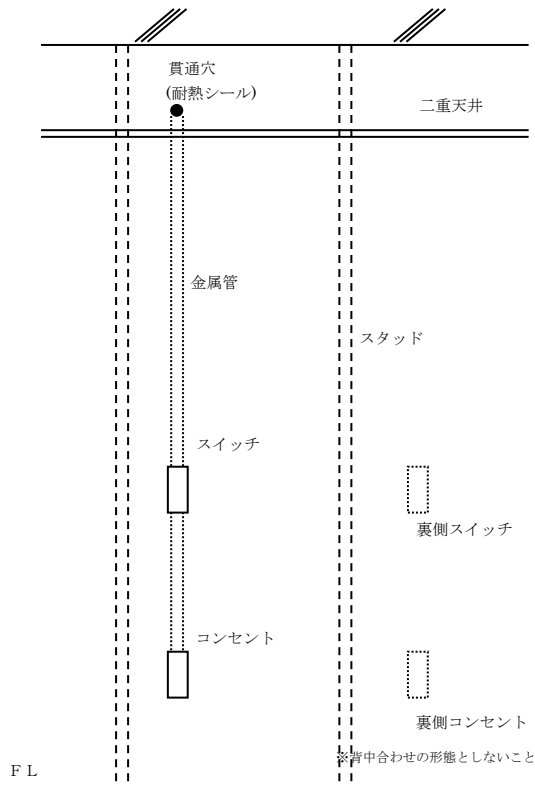 貫通穴
(耐熱シール)
二重天井
金属管
スタッド
スイッチ
裏側スイッチ
コンセント
裏側コンセント
※背中合わせの形態としないこと
ＦＬ